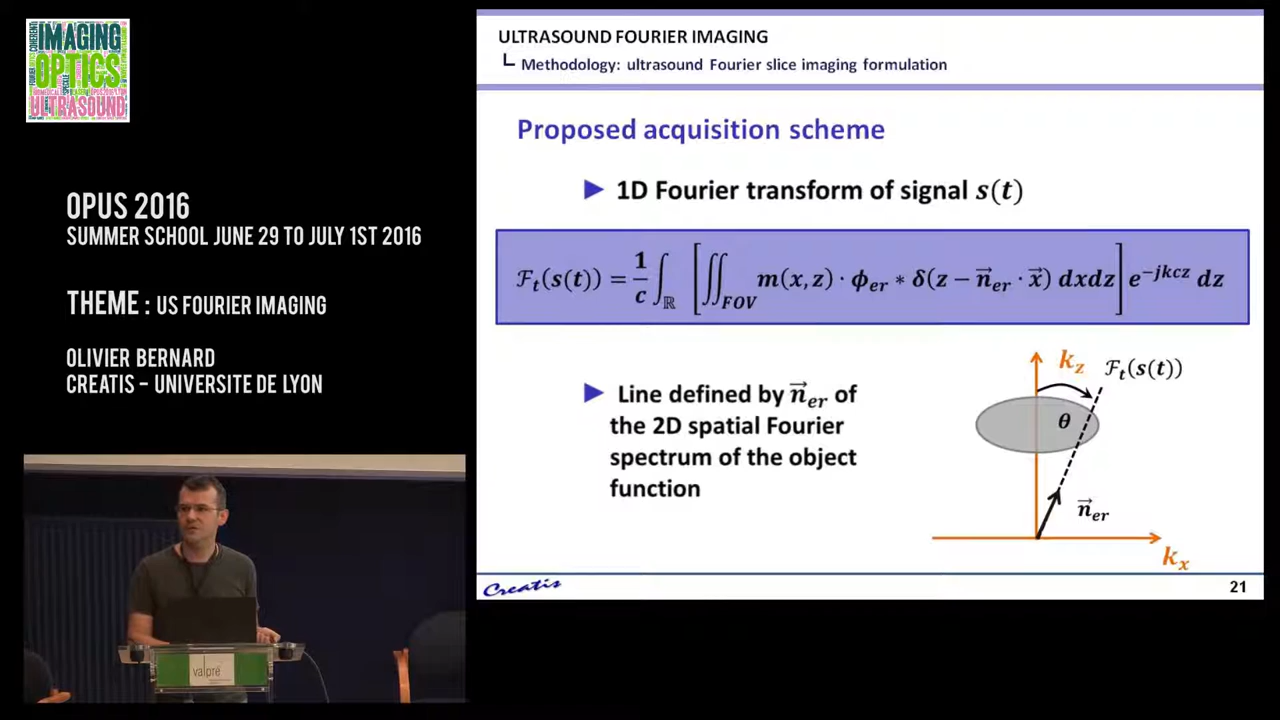 IMAGING
OPTICS
ULTRASOUND
OPUS 2016
SUMMER SCHOOL JUNE 29 TO JULY 1ST 2016
THEME : US FOURIER IMAGING
OLIVIER BERNARD
CREATIS – UNIVERSITE DE LYON
valpré
ULTRASOUND FOURIER IMAGING
Methodology: ultrasound Fourier slice imaging formulation
Proposed acquisition scheme
► 1D Fourier transform of signal s(t)
ℱₜ(s(t)) = 1/c ∫_ℝ [∬_FOV m(x, z) · ϕ_er ∗ δ(z − n⃗_er · x⃗) dxdz] e^{−jkcz} dz
► Line defined by n⃗_er of
the 2D spatial Fourier
spectrum of the object
function
k_z
ℱₜ(s(t))
θ
n⃗_er
k_x
Creatis
21